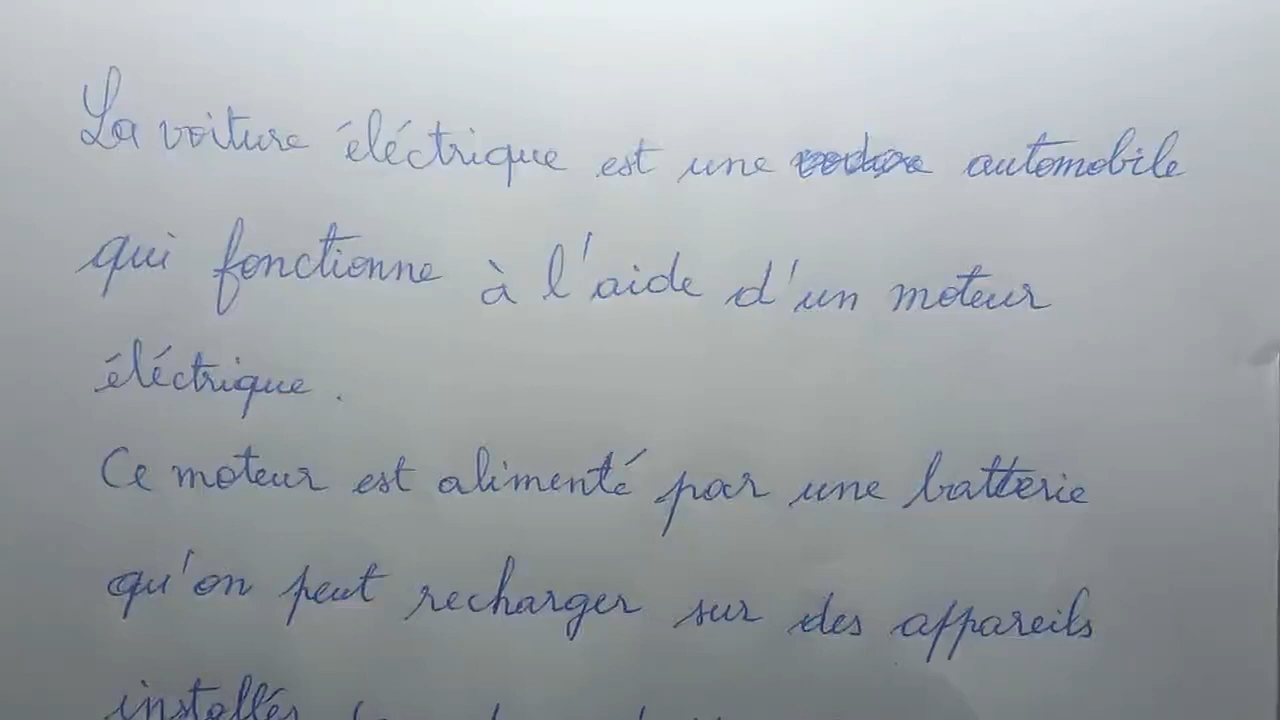 La voiture éléctrique est une automobile
qui fonctionne à l'aide d'un moteur
éléctrique.
Ce moteur est alimenté par une batterie
qu'on peut recharger sur des appareils
installés